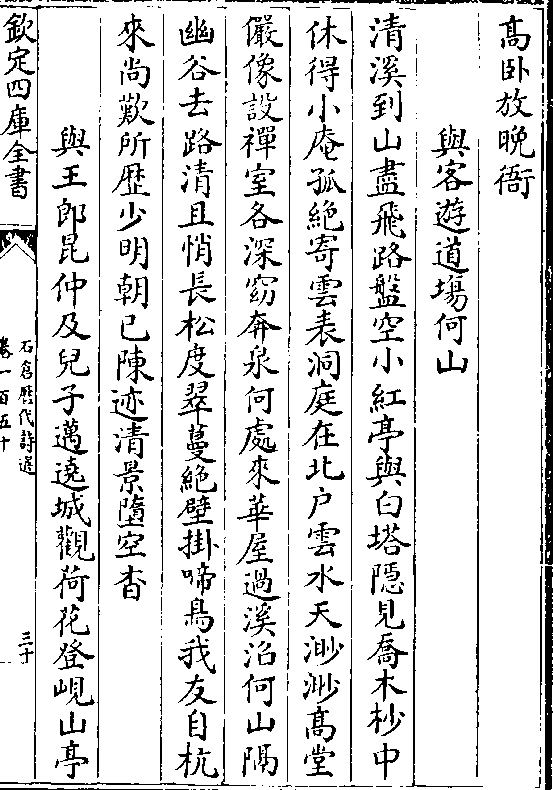 高臥放晚衙
與客遊道場何山
清溪到山盡飛路盤空小紅亭與白塔隱見喬木杪中
休得小庵孤絶寄雲表洞庭在北户雲水天渺渺髙堂
儼像設禪室各深窈奔泉何處來華屋過溪沼何山隔
幽谷去路清且悄長松度翠蔓絶壁掛啼鳥我友自杭
來尚歎所歴少明朝已陳迹清景墮空杳
與王郎昆仲及兒子邁遶城觀荷花登峴山亭
欽定四庫全書
石倉歴代詩選
卷一百五十
三十